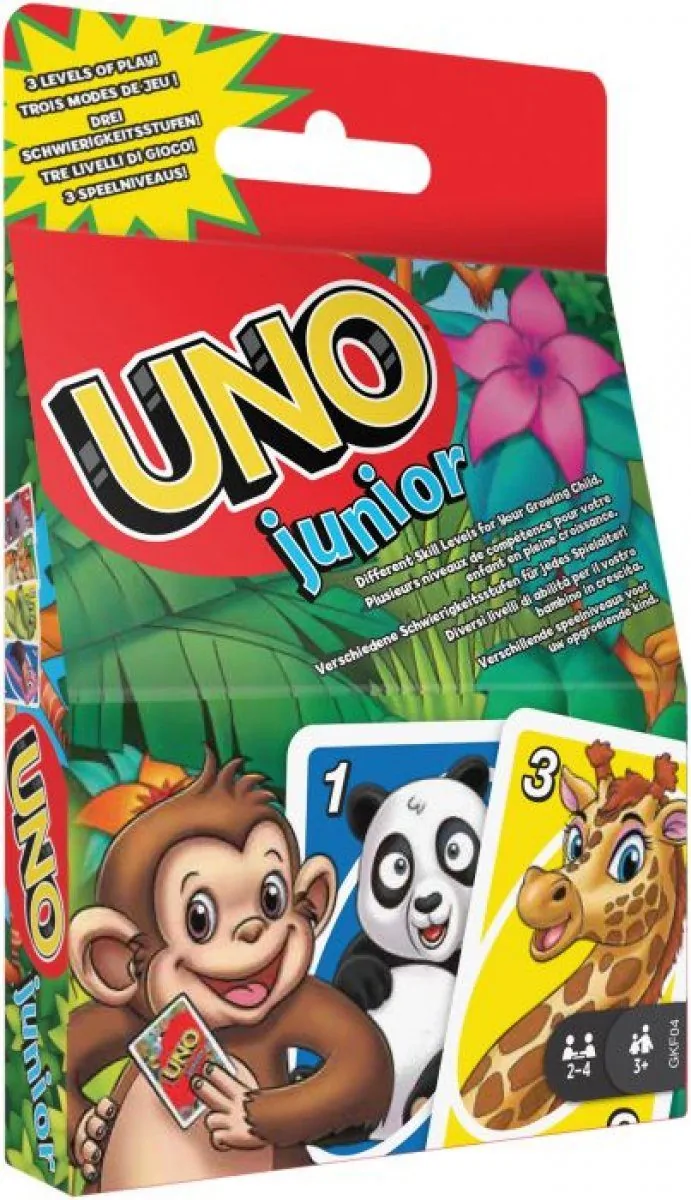 3 LEVELS OF PLAY!
TROIS MODES DE JEU !
DREI
SCHWIERIGKEITSSTUFEN!
TRE LIVELLI DI GIOCO!
3 SPEELNIVEAUS!
UNO
junior
Different Skill Levels for Your Growing Child.
Plusieurs niveaux de compétence pour votre
enfant en pleine croissance.
Verschiedene Schwierigkeitsstufen für jedes Spielalter!
Diversi livelli di abilità per il vostro
bambino in crescita.
Verschillende speelniveaus voor
uw opgroeiende kind.
1
3
UNO
junior
UNO
2-4
3+
GKF04